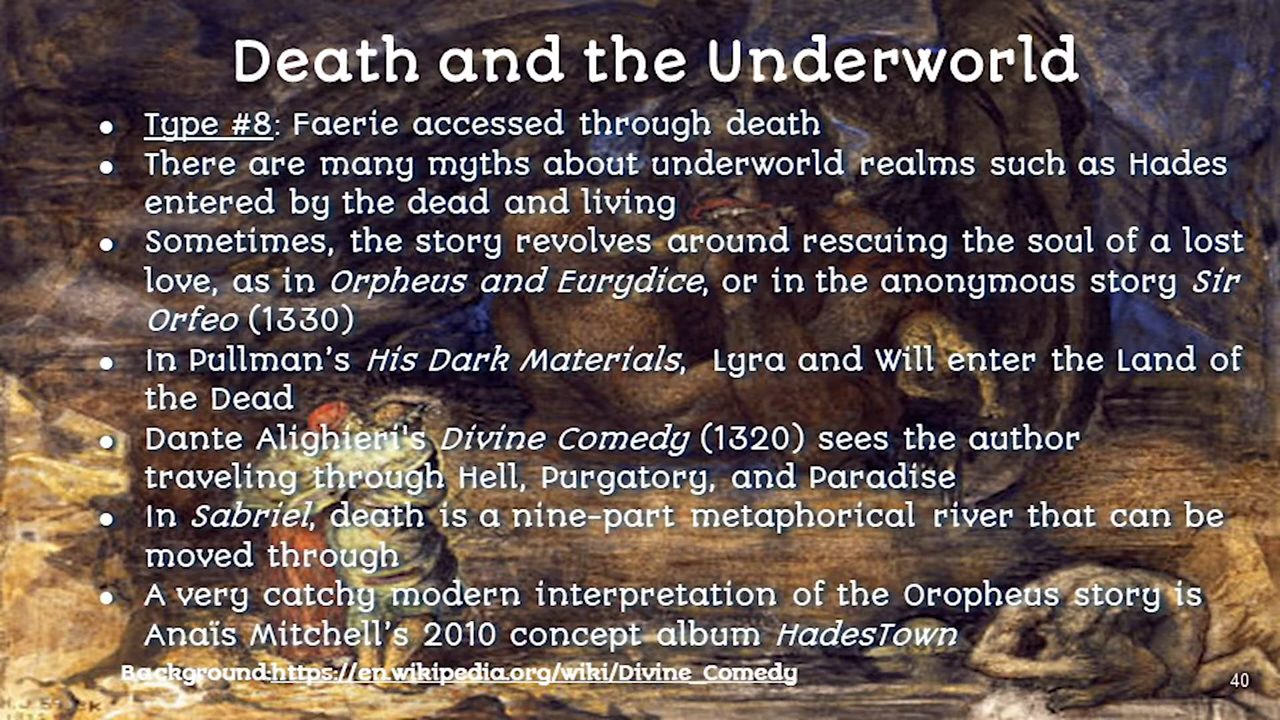 Death and the Underworld
● Type #8: Faerie accessed through death
● There are many myths about underworld realms such as Hades
entered by the dead and living
● Sometimes, the story revolves around rescuing the soul of a lost
love, as in Orpheus and Eurydice, or in the anonymous story Sir
Orfeo (1330)
● In Pullman's His Dark Materials, Lyra and Will enter the Land of
the Dead
● Dante Alighieri's Divine Comedy (1320) sees the author
traveling through Hell, Purgatory, and Paradise
● In Sabriel, death is a nine-part metaphorical river that can be
moved through
● A very catchy modern interpretation of the Oropheus story is
Anaïs Mitchell's 2010 concept album HadesTown
Background-https://en.wikipedia.org/wiki/Divine_Comedy
40